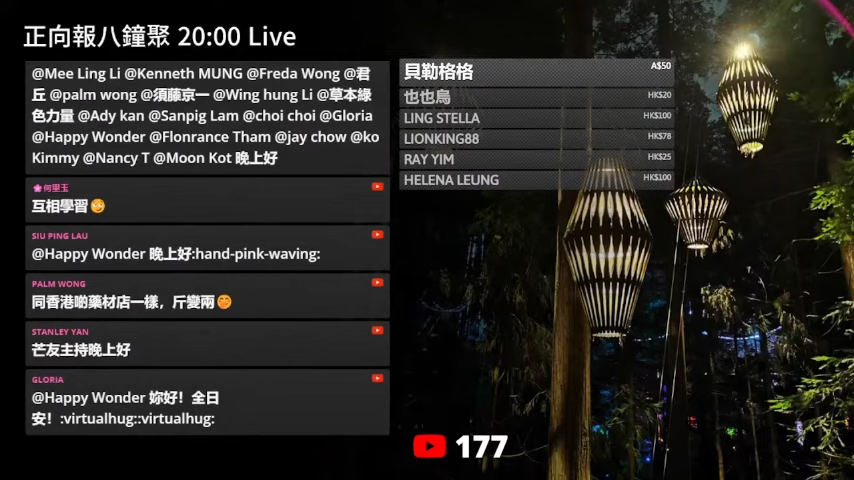 正向報八鐘聚 20:00 Live
@Mee Ling Li @Kenneth MUNG @Freda Wong @君
丘 @palm wong @須藤京一 @Wing hung Li @草本綠
色力量 @Ady kan @Sanpig Lam @choi choi @Gloria
@Happy Wonder @Flonrance Tham @jay chow @ko
Kimmy @Nancy T @Moon Kot 晚上好
何里玉
互相學習
SIU PING LAU
@Happy Wonder 晚上好:hand-pink-waving:
PALM WONG
同香港啲藥材店一樣，斤變兩
STANLEY YAN
芒友主持晚上好
GLORIA
@Happy Wonder 妳好！全日
安！:virtualhug::virtualhug:
貝勒格格 A$50
也也鳥 HK$20
LING STELLA HK$100
LIONKING88 HK$78
RAY YIM HK$25
HELENA LEUNG HK$100
177